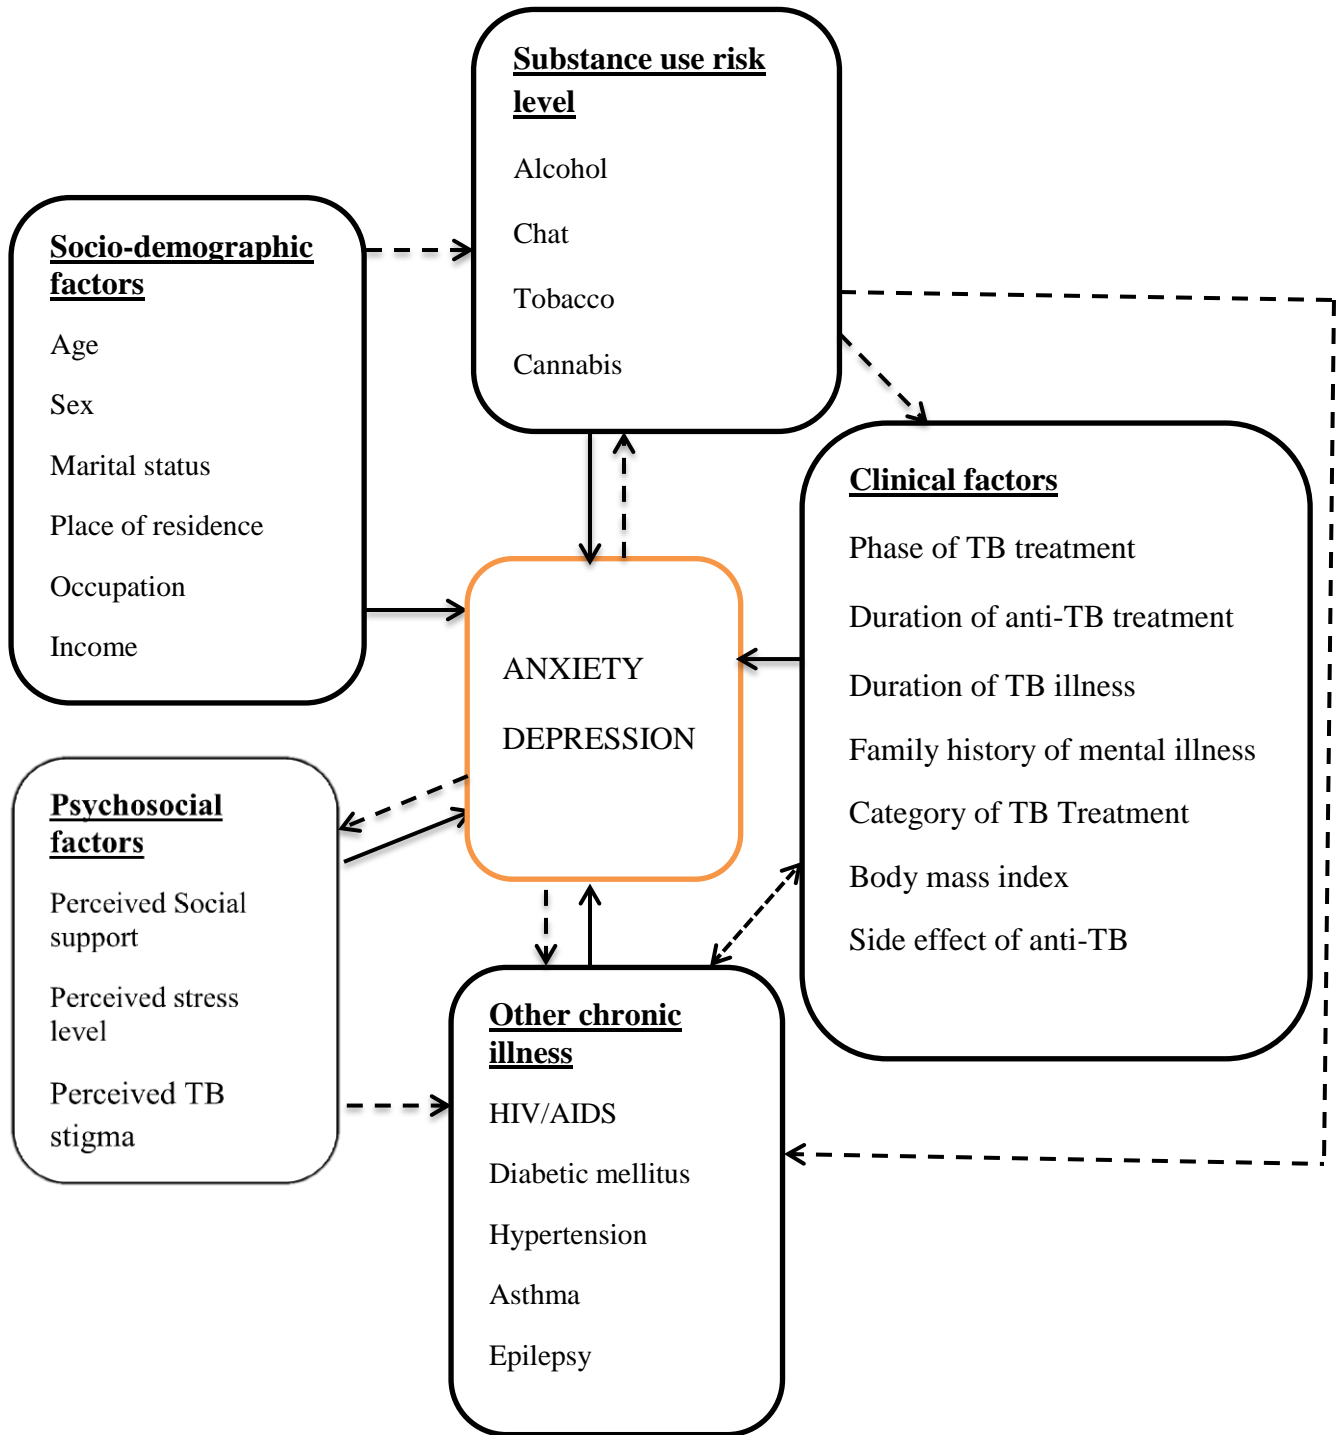 Substance use risk
level
Alcohol
Chat
Tobacco
Cannabis
Socio-demographic
factors
Age
Sex
Marital status
Place of residence
Occupation
Income
Clinical factors
Phase of TB treatment
Duration of anti-TB treatment
Duration of TB illness
Family history of mental illness
Category of TB Treatment
Body mass index
Side effect of anti-TB
ANXIETY
DEPRESSION
Psychosocial
factors
Perceived Social
support
Perceived stress
level
Perceived TB
stigma
Other chronic
illness
HIV/AIDS
Diabetic mellitus
Hypertension
Asthma
Epilepsy